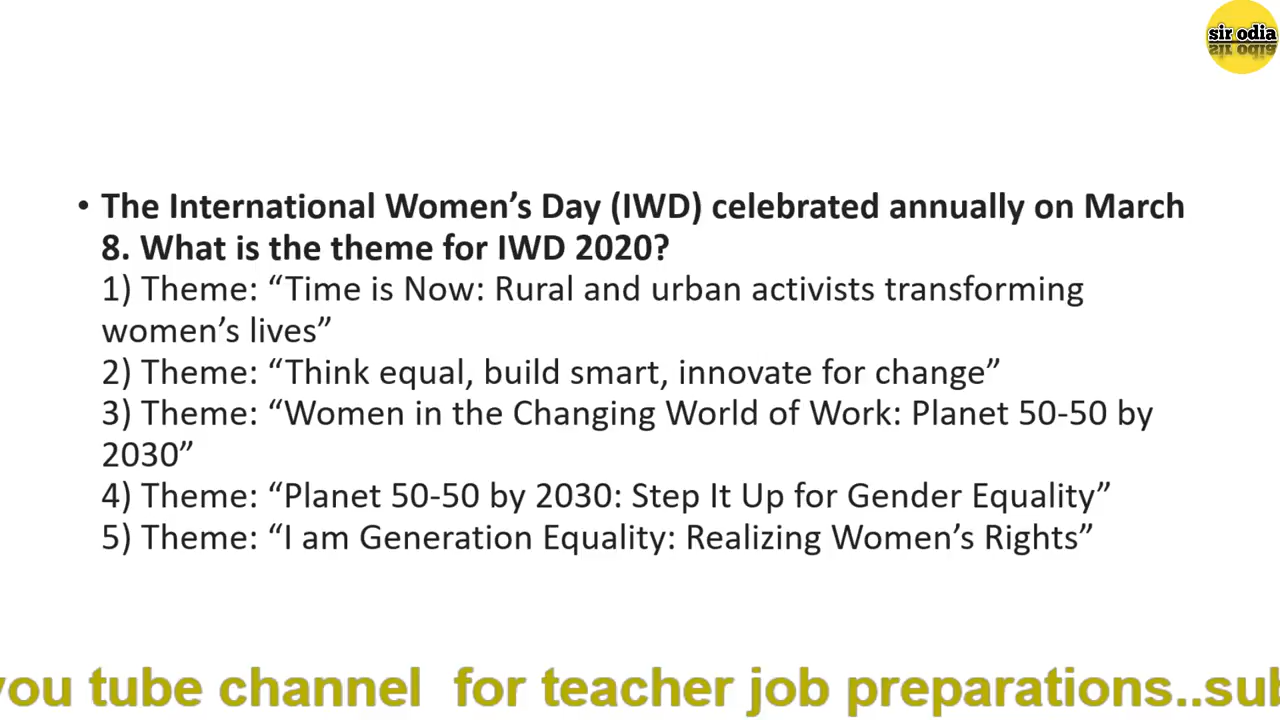 sir odia
• The International Women’s Day (IWD) celebrated annually on March
8. What is the theme for IWD 2020?
1) Theme: “Time is Now: Rural and urban activists transforming
women’s lives”
2) Theme: “Think equal, build smart, innovate for change”
3) Theme: “Women in the Changing World of Work: Planet 50-50 by
2030”
4) Theme: “Planet 50-50 by 2030: Step It Up for Gender Equality”
5) Theme: “I am Generation Equality: Realizing Women’s Rights”
you tube channel for teacher job preparations..sub